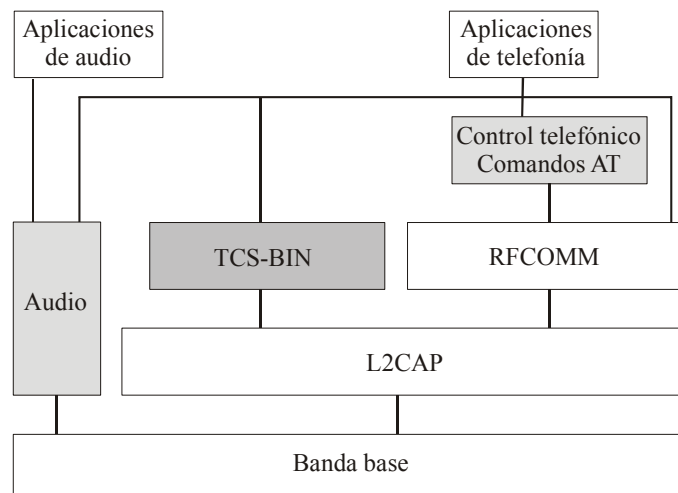 Aplicaciones
de audio
Aplicaciones
de telefonía
Control telefónico
Comandos AT
TCS-BIN
RFCOMM
Audio
L2CAP
Banda base